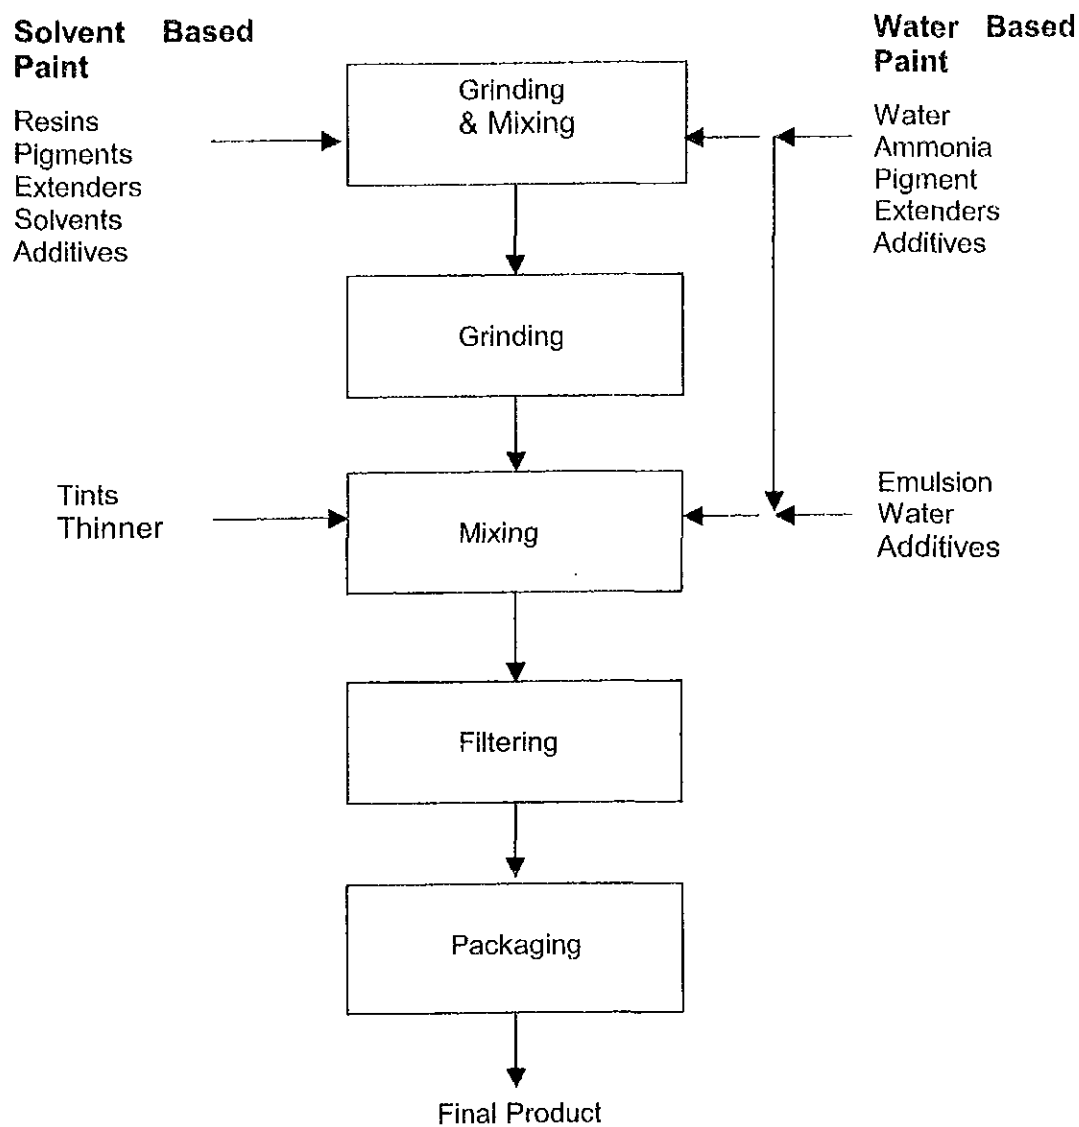 Solvent Based
Paint
Water Based
Paint
Grinding
& Mixing
Resins
Pigments
Extenders
Solvents
Additives
Water
Ammonia
Pigment
Extenders
Additives
Grinding
Tints
Thinner
Mixing
Emulsion
Water
Additives
Filtering
Packaging
Final Product